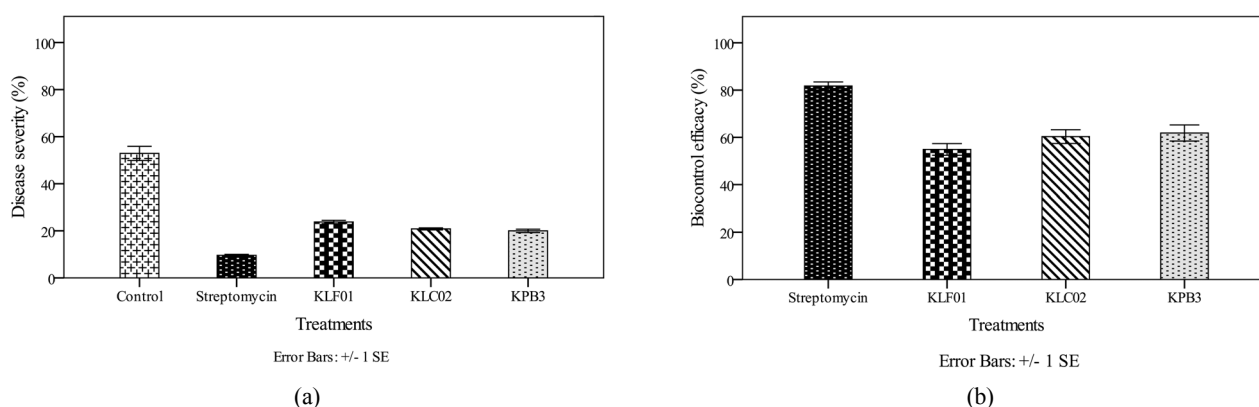 Disease severity (%)
100
80
60
40
20
0
Control Streptomycin KLF01 KLC02 KPB3
Treatments
Error Bars: +/- 1 SE
(a)
Biocontrol efficacy (%)
100
80
60
40
20
0
Streptomycin KLF01 KLC02 KPB3
Treatments
Error Bars: +/- 1 SE
(b)